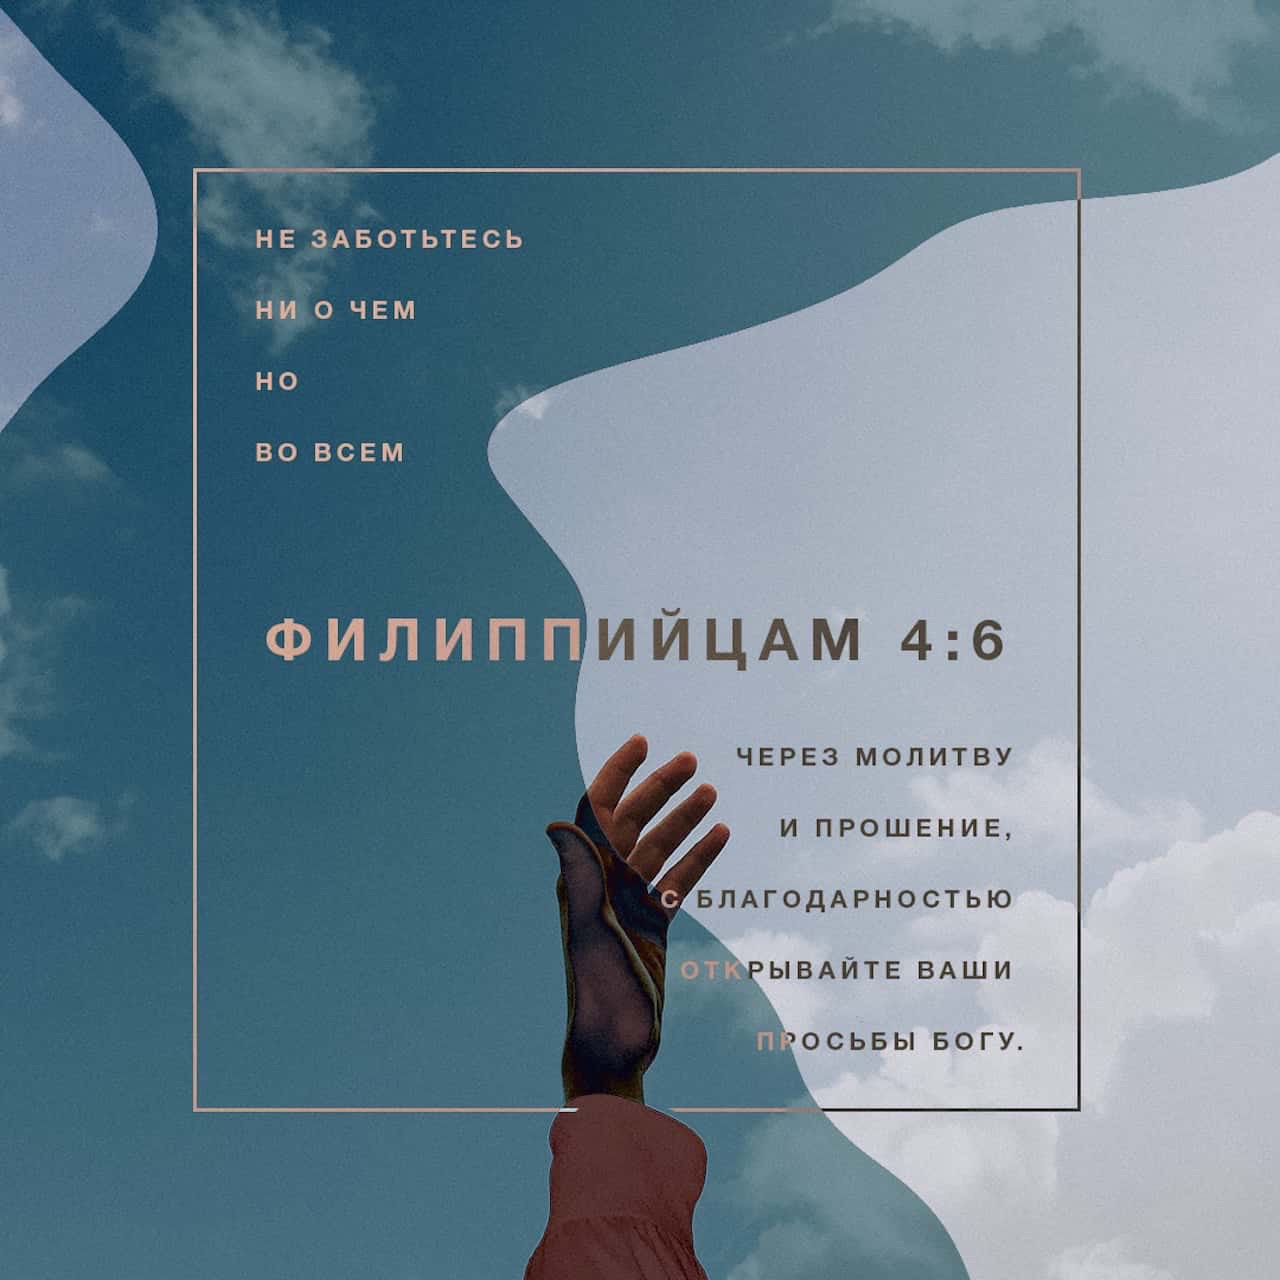 НЕ ЗАБОТЬТЕСЬ
НИ О ЧЕМ
НО
ВО ВСЕМ
ФИЛИППИЙЦАМ 4:6
ЧЕРЕЗ МОЛИТВУ
И ПРОШЕНИЕ,
С БЛАГОДАРНОСТЬЮ
ОТКРЫВАЙТЕ ВАШИ
ПРОСЬБЫ БОГУ.